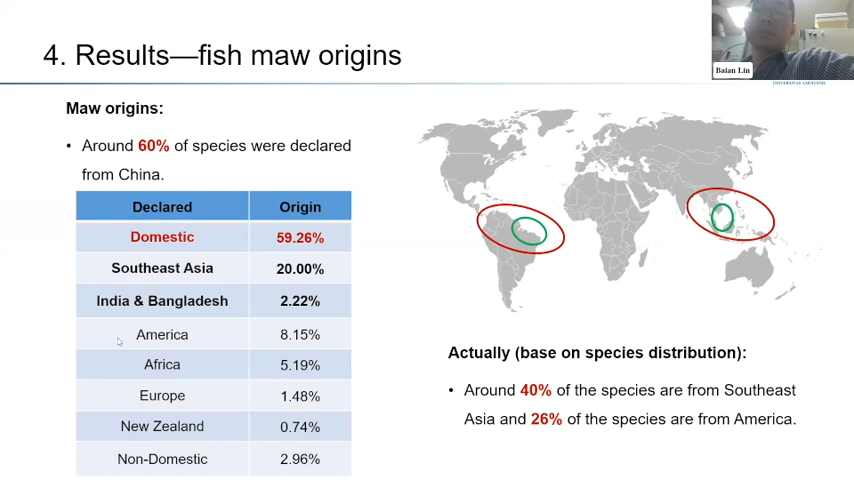 4. Results—fish maw origins
Baian Lin
Maw origins:
• Around 60% of species were declared
from China.
Declared Origin
Domestic 59.26%
Southeast Asia 20.00%
India & Bangladesh 2.22%
America 8.15%
Africa 5.19%
Europe 1.48%
New Zealand 0.74%
Non-Domestic 2.96%
Actually (base on species distribution):
• Around 40% of the species are from Southeast
Asia and 26% of the species are from America.